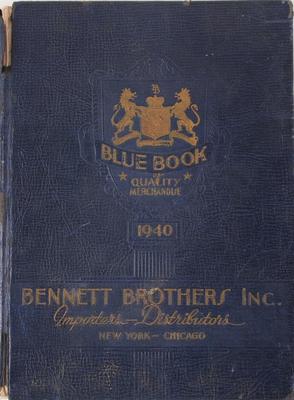 BLUE BOOK
OF
QUALITY
MERCHANDISE
1940
BENNETT BROTHERS INC.
Importers - Distributors
NEW YORK - CHICAGO